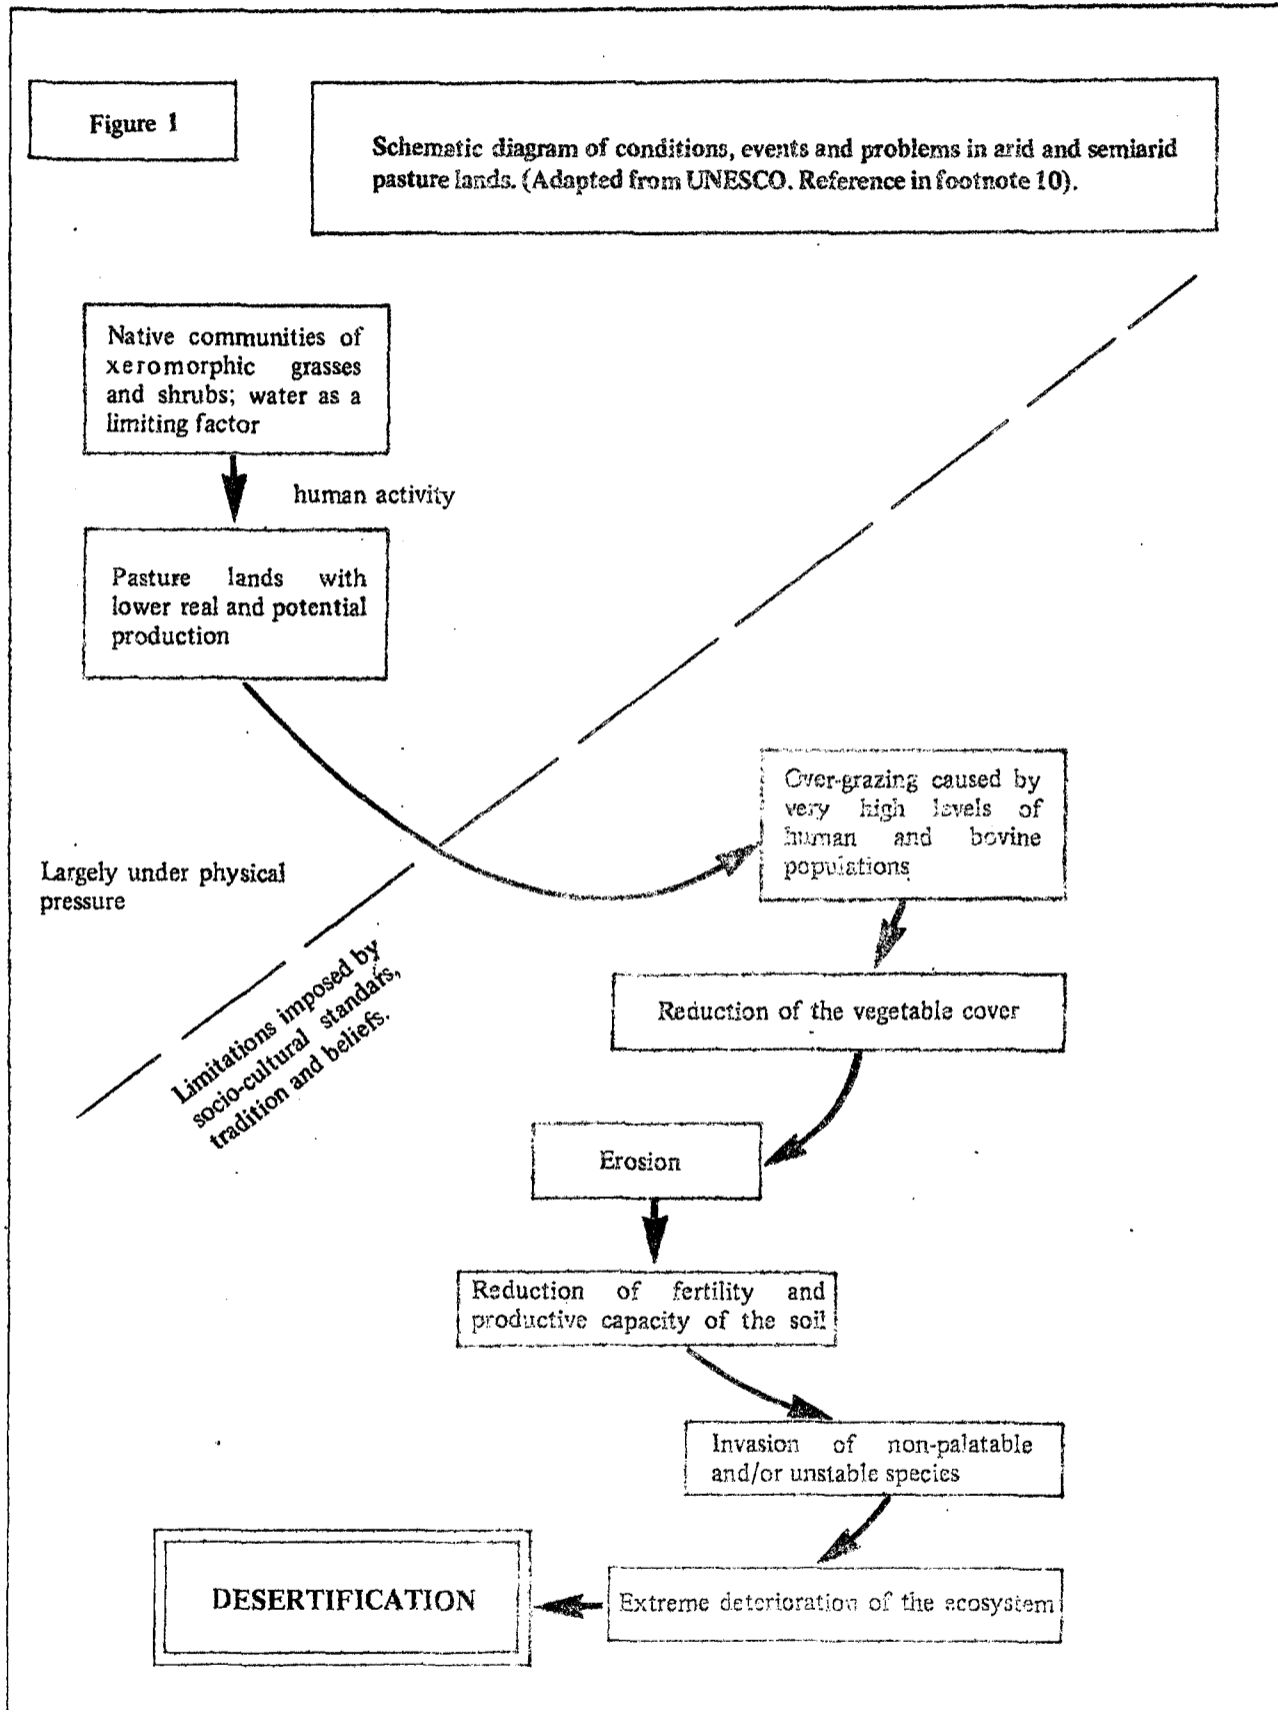 Figure 1
Schematic diagram of conditions, events and problems in arid and semiarid
pasture lands. (Adapted from UNESCO. Reference in footnote 10).
Native communities of
xeromorphic grasses
and shrubs; water as a
limiting factor
human activity
Pasture lands with
lower real and potential
production
Over-grazing caused by
very high levels of
human and bovine
populations
Largely under physical
pressure
Limitations imposed by
socio-cultural standars,
tradition and beliefs.
Reduction of the vegetable cover
Erosion
Reduction of fertility and
productive capacity of the soil
Invasion of non-palatable
and/or unstable species
Extreme deterioration of the ecosystem
DESERTIFICATION